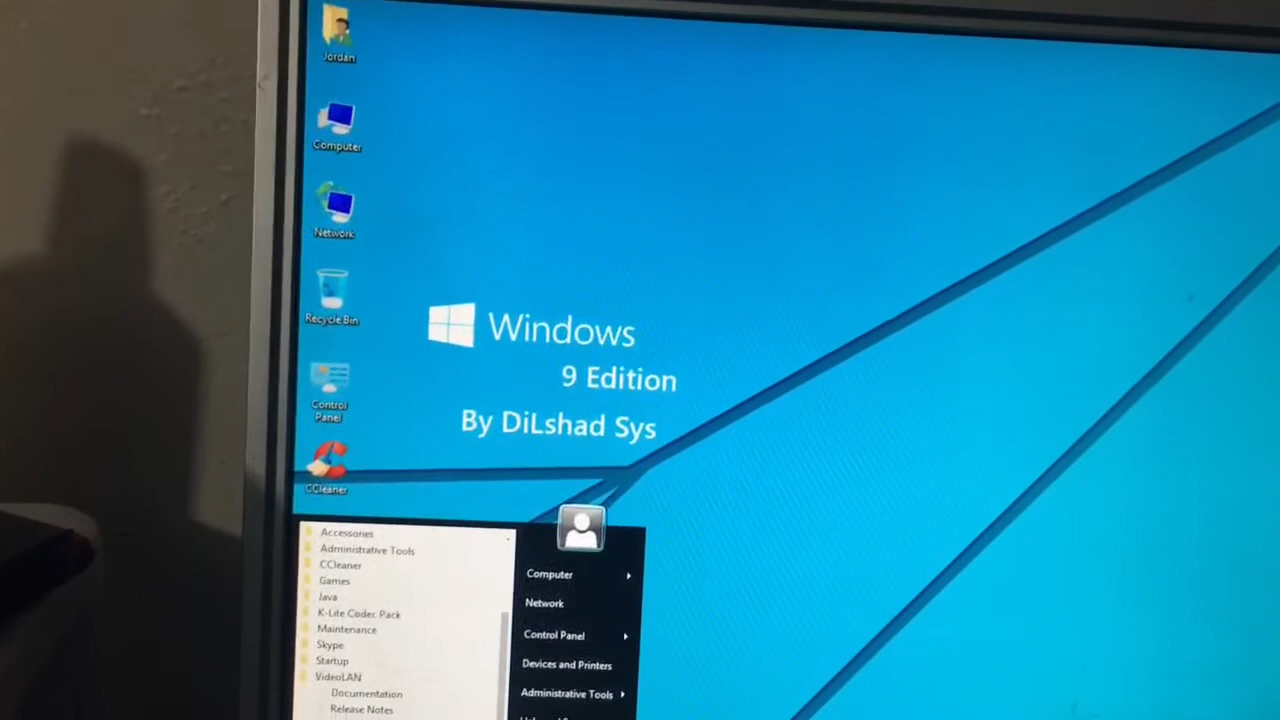 Jordan
Computer
Network
Recycle Bin
Control
Panel
CCleaner
Windows
9 Edition
By DiLshad Sys
Accessories
Administrative Tools
CCleaner
Games
Java
K-Lite Codec Pack
Maintenance
Skype
Startup
VideoLAN
Documentation
Release Notes
Computer
Network
Control Panel
Devices and Printers
Administrative Tools